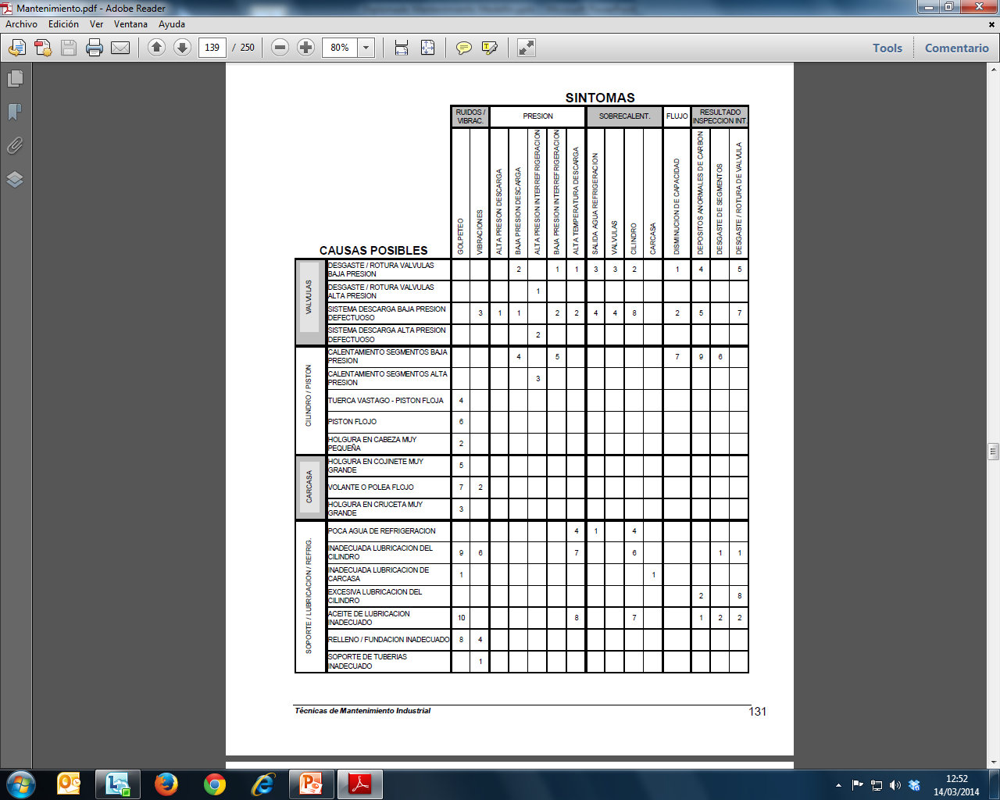 Mantenimiento.pdf - Adobe Reader
Archivo Edición Ver Ventana Ayuda
139 / 250 80% Tools Comentario
SINTOMAS
RUIDOS / VIBRAC. PRESION SOBRECALENT. FLUJO RESULTADO INSPECCION INT.
GOLPETEO
VIBRACIONES
ALTA PRESON DESCARGA
BAJA PRESION DESCARGA
ALTA PRESION INTERREFRIGERACION
BAJA PRESION INTERREFRIGERACION
ALTA TEMPERATURA DESCARGA
SALIDA AGUA REFRIGERACION
VALVULAS
CILINDRO
CARCASA
DISMINUCION DE CAPACIDAD
DEPOSITOS ANORMALES DE CARBON
DESGASTE DE SEGMENTOS
DESGASTE / ROTURA DE VALVULA
CAUSAS POSIBLES
VALVULAS
DESGASTE / ROTURA VALVULAS
BAJA PRESION 2 1 1 3 3 2 1 4 5
DESGASTE / ROTURA VALVULAS
ALTA PRESION 1
SISTEMA DESCARGA BAJA PRESION
DEFECTUOSO 3 1 1 2 2 4 4 8 2 5 7
SISTEMA DESCARGA ALTA PRESION
DEFECTUOSO 2
CILINDRO / PISTON
CALENTAMIENTO SEGMENTOS BAJA
PRESION 4 5 7 9 6
CALENTAMIENTO SEGMENTOS ALTA
PRESION 3
TUERCA VASTAGO - PISTON FLOJA 4
PISTON FLOJO 6
HOLGURA EN CABEZA MUY
PEQUEÑA 2
CARCASA
HOLGURA EN COJINETE MUY
GRANDE 5
VOLANTE O POLEA FLOJO 7 2
HOLGURA EN CRUCETA MUY
GRANDE 3
SOPORTE / LUBRICACION / REFRIG.
POCA AGUA DE REFRIGERACION 4 1 4
INADECUADA LUBRICACION DEL
CILINDRO 9 6 7 6 1 1
INADECUADA LUBRICACION DE
CARCASA 1 1
EXCESIVA LUBRICACION DEL
CILINDRO 2 8
ACEITE DE LUBRICACION
INADECUADO 10 8 7 1 2 2
RELLENO / FUNDACION INADECUADO 8 4
SOPORTE DE TUBERIAS
INADECUADO 1
Técnicas de Mantenimiento Industrial 131
12:52
14/03/2014